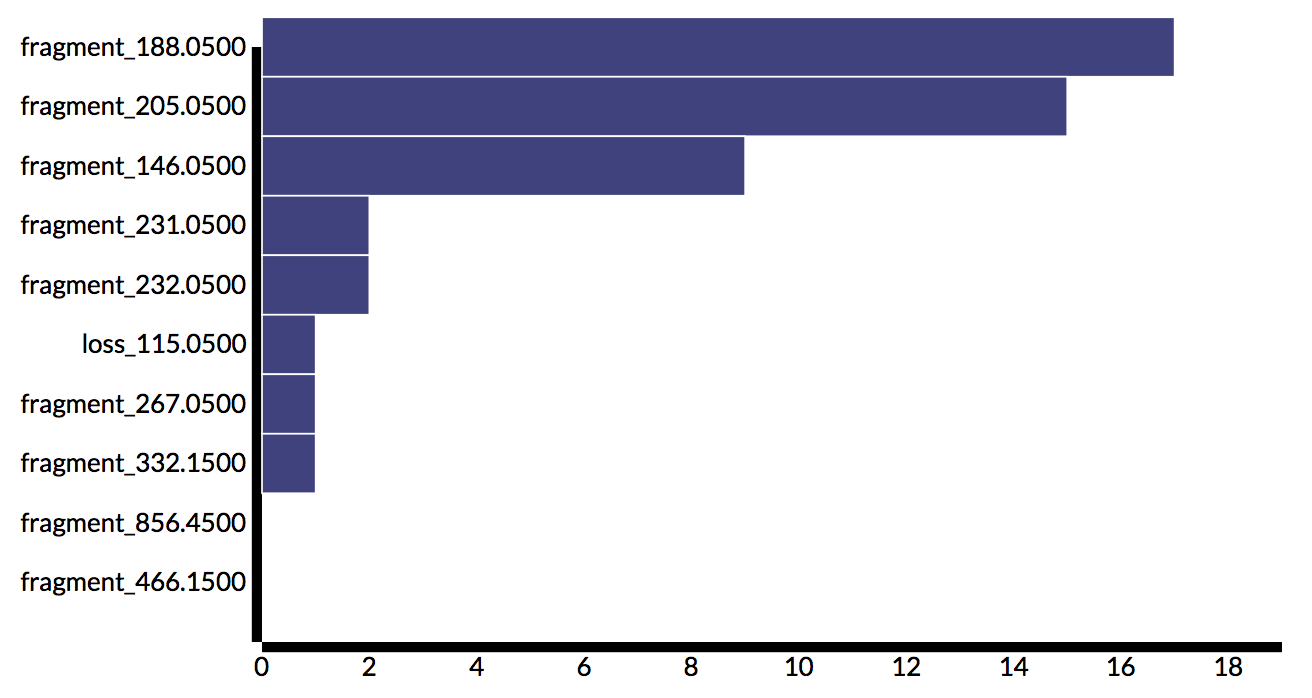 fragment_188.0500
fragment_205.0500
fragment_146.0500
fragment_231.0500
fragment_232.0500
loss_115.0500
fragment_267.0500
fragment_332.1500
fragment_856.4500
fragment_466.1500
0 2 4 6 8 10 12 14 16 18